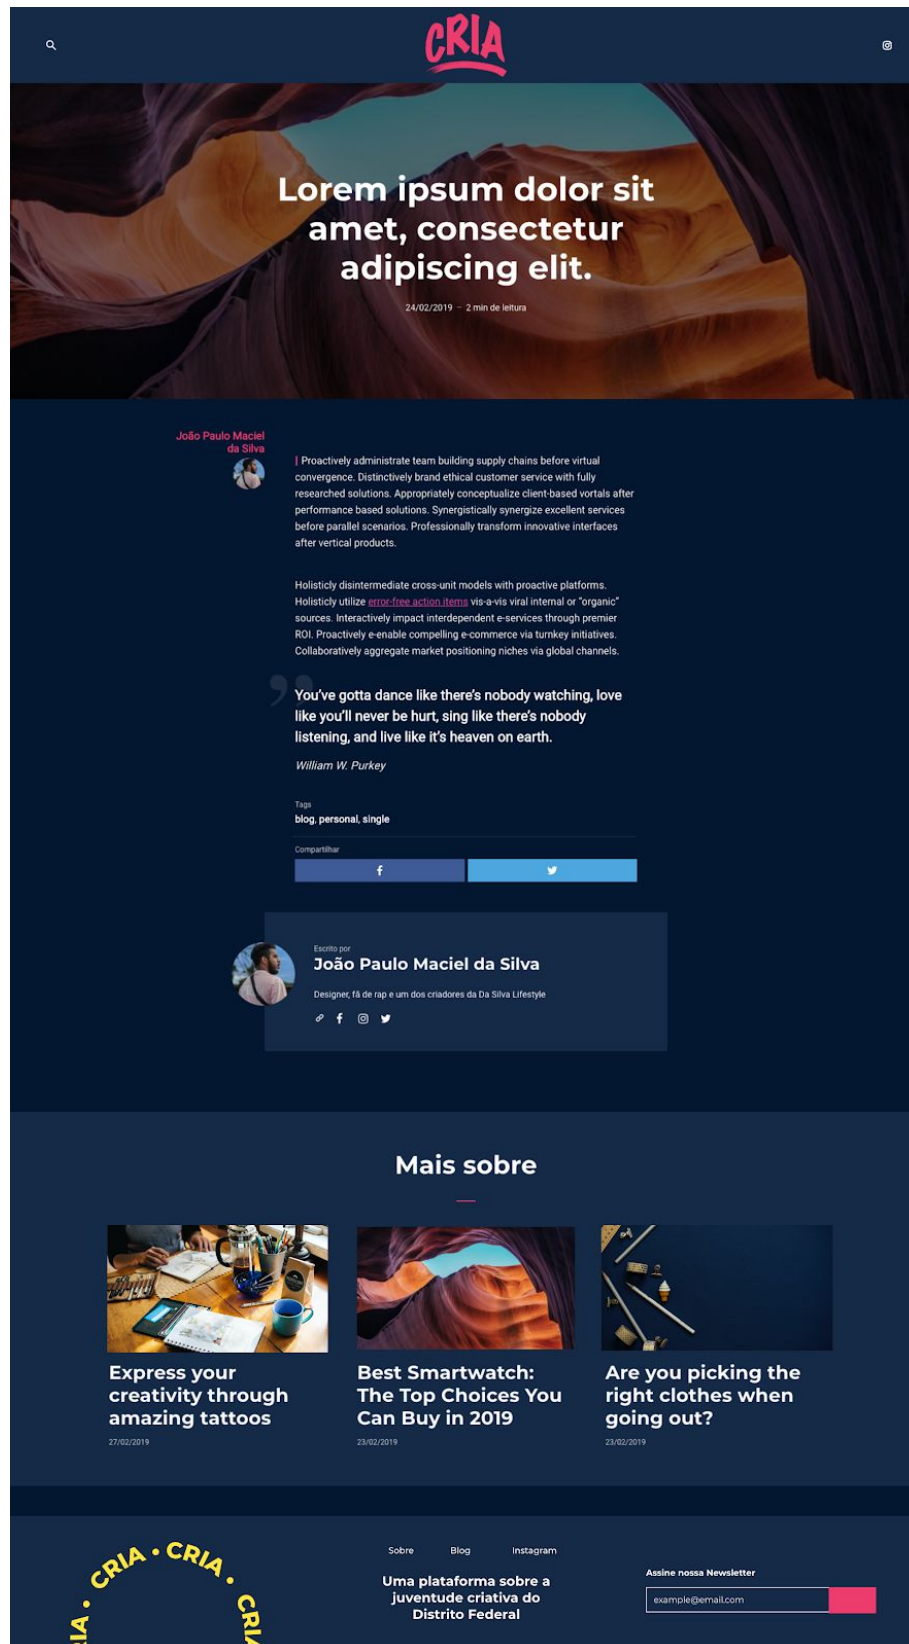 CRIA
Lorem ipsum dolor sit
amet, consectetur
adipiscing elit.
24/02/2019 – 2 min de leitura
João Paulo Maciel
da Silva
| Proactively administrate team building supply chains before virtual
convergence. Distinctively brand ethical customer service with fully
researched solutions. Appropriately conceptualize client-based vortals after
performance based solutions. Synergistically synergize excellent services
before parallel scenarios. Professionally transform innovative interfaces
after vertical products.
Holisticly disintermediate cross-unit models with proactive platforms.
Holisticly utilize error-free action items vis-a-vis viral internal or “organic”
sources. Interactively impact interdependent e-services through premier
ROI. Proactively e-enable compelling e-commerce via turnkey initiatives.
Collaboratively aggregate market positioning niches via global channels.
”
You’ve gotta dance like there’s nobody watching, love
like you’ll never be hurt, sing like there’s nobody
listening, and live like it’s heaven on earth.
William W. Purkey
Tags
blog, personal, single
Compartilhar
Escrito por
João Paulo Maciel da Silva
Designer, fã de rap e um dos criadores da Da Silva Lifestyle
Mais sobre
Express your
creativity through
amazing tattoos
27/02/2019
Best Smartwatch:
The Top Choices You
Can Buy in 2019
23/02/2019
Are you picking the
right clothes when
going out?
23/02/2019
CRIA • CRIA • CRIA
Sobre Blog Instagram
Uma plataforma sobre a
juventude criativa do
Distrito Federal
Assine nossa Newsletter
example@email.com